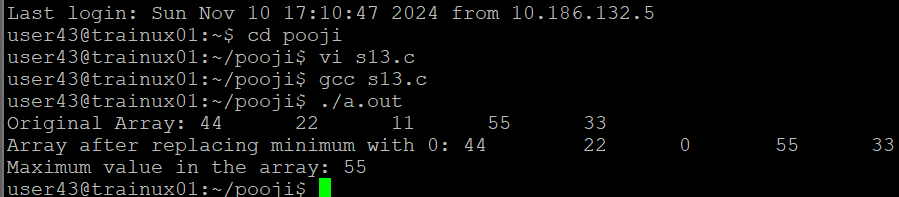 Last login: Sun Nov 10 17:10:47 2024 from 10.186.132.5
user43@trainux01:~$ cd pooji
user43@trainux01:~/pooji$ vi s13.c
user43@trainux01:~/pooji$ gcc s13.c
user43@trainux01:~/pooji$ ./a.out
Original Array: 44      22      11      55      33
Array after replacing minimum with 0: 44        22      0       55      33
Maximum value in the array: 55
user43@trainux01:~/pooji$